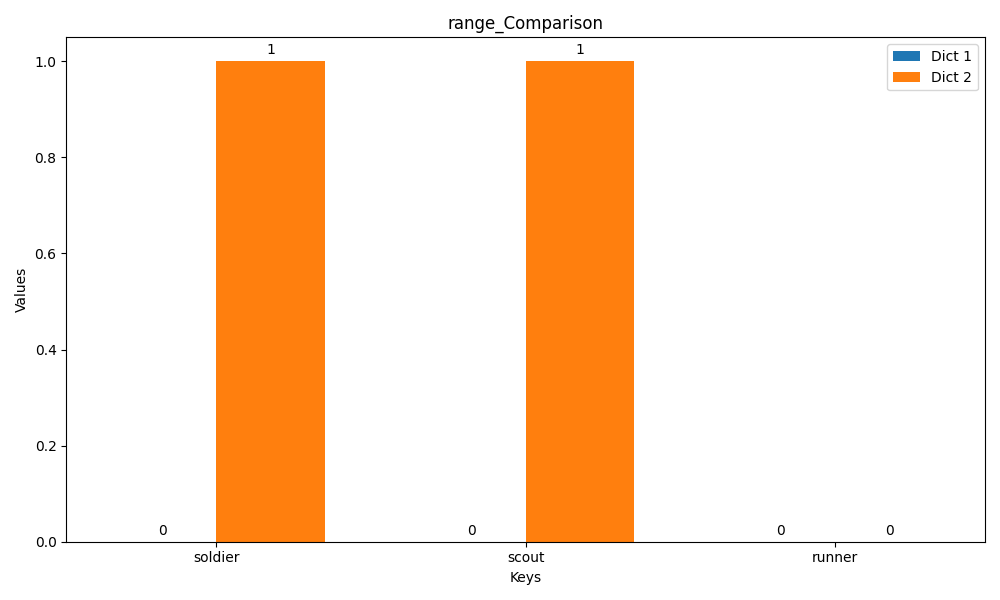 range_Comparison
Dict 1
Dict 2
1
1
0
0
0
0
1.0
0.8
0.6
0.4
0.2
0.0
Values
soldier
scout
runner
Keys